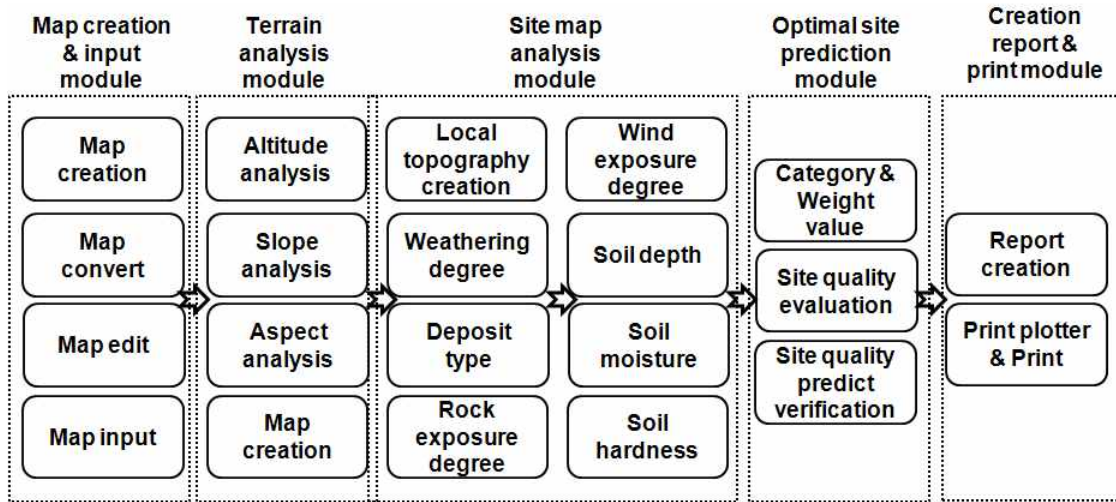 Map creation
& input
module
Terrain
analysis
module
Site map
analysis
module
Optimal site
prediction
module
Creation
report &
print module
Map
creation
Map
convert
Map edit
Map input
Altitude
analysis
Slope
analysis
Aspect
analysis
Map
creation
Local
topography
creation
Weathering
degree
Deposit
type
Rock
exposure
degree
Wind
exposure
degree
Soil depth
Soil
moisture
Soil
hardness
Category &
Weight
value
Site quality
evaluation
Site quality
predict
verification
Report
creation
Print plotter
& Print